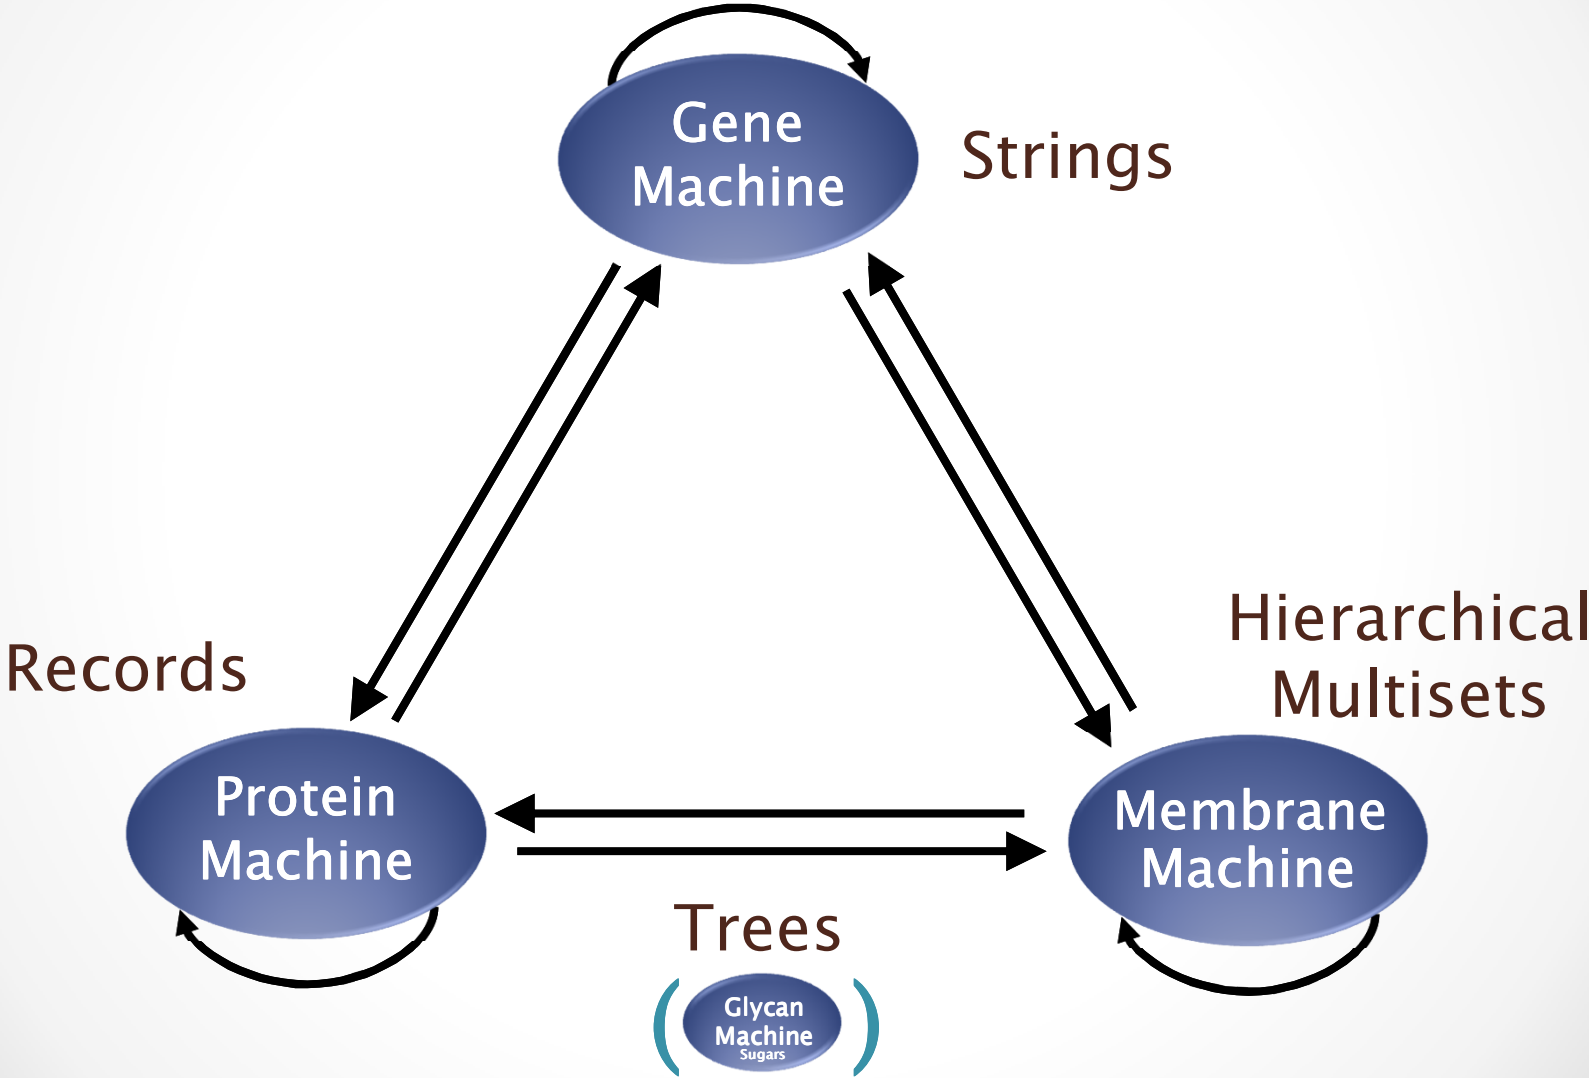 Gene
Machine
Strings
Hierarchical
Multisets
Records
Protein
Machine
Membrane
Machine
Trees
( Glycan )
Machine
Sugars